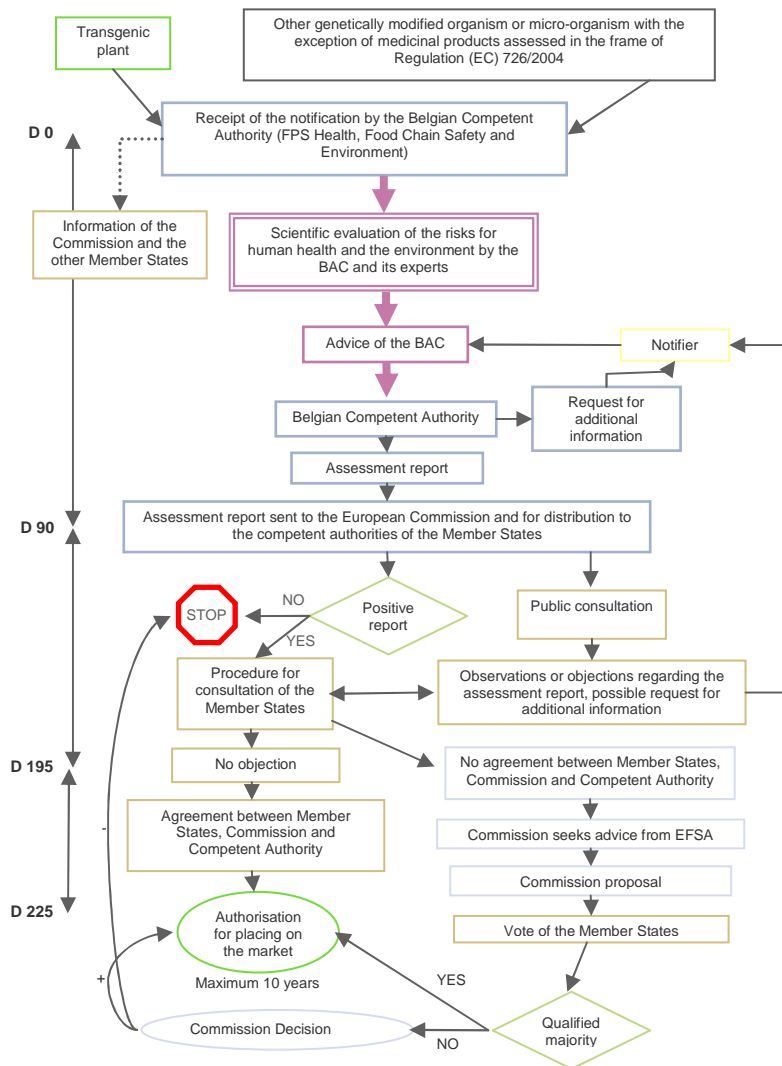 Transgenic
plant
Other genetically modified organism or micro-organism with the
exception of medicinal products assessed in the frame of
Regulation (EC) 726/2004
D 0
Receipt of the notification by the Belgian Competent
Authority (FPS Health, Food Chain Safety and
Environment)
Information of the
Commission and the
other Member States
Scientific evaluation of the risks for
human health and the environment by the
BAC and its experts
Advice of the BAC
Notifier
Belgian Competent Authority
Request for
additional
information
Assessment report
D 90
Assessment report sent to the European Commission and for distribution to
the competent authorities of the Member States
STOP
NO
YES
Positive
report
Public consultation
Procedure for
consultation of the
Member States
Observations or objections regarding the
assessment report, possible request for
additional information
D 195
No objection
No agreement between Member States,
Commission and Competent Authority
-
Agreement between Member
States, Commission and
Competent Authority
Commission seeks advice from EFSA
Commission proposal
D 225
Authorisation
for placing on
the market
Vote of the Member States
+
Maximum 10 years
YES
Commission Decision
NO
Qualified
majority